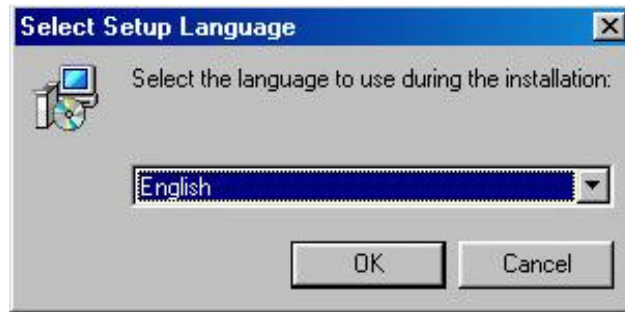 Select Setup Language
Select the language to use during the installation:
English
OK
Cancel